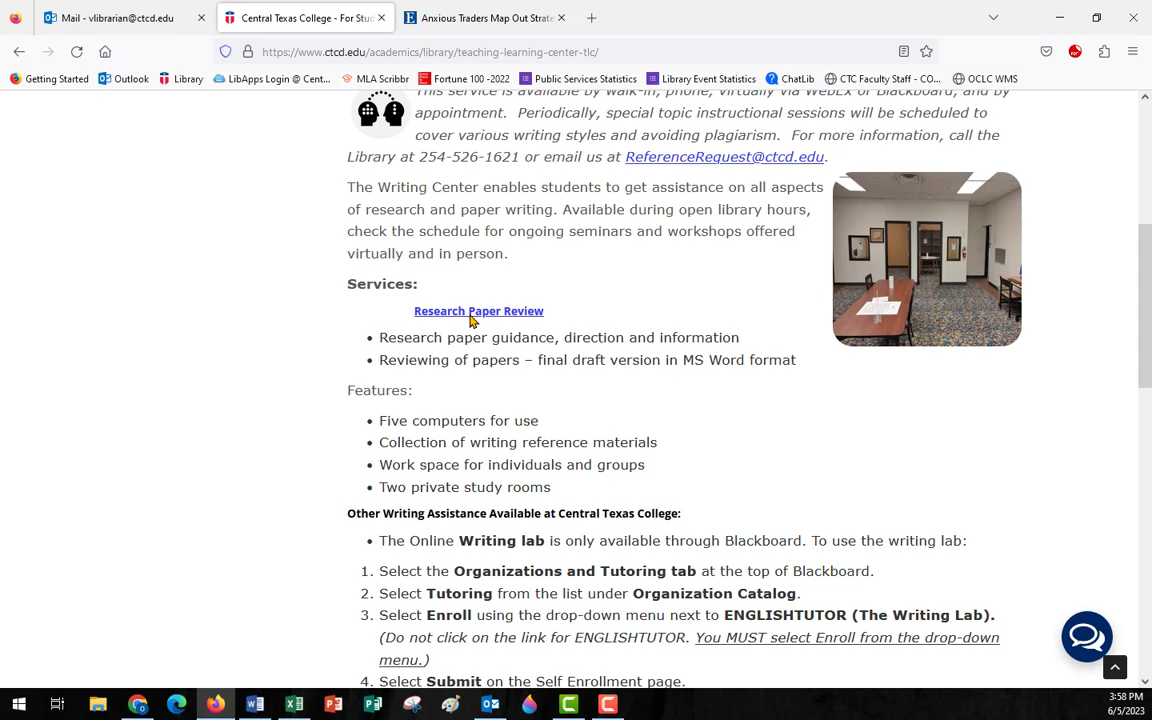 Mail - vlibrarian@ctcd.edu
Central Texas College - For Stud
Anxious Traders Map Out Strate
https://www.ctcd.edu/academics/library/teaching-learning-center-tlc/
Getting Started
Outlook
Library
LibApps Login @ Cent...
MLA Scribbr
Fortune 100 -2022
Public Services Statistics
Library Event Statistics
ChatLib
CTC Faculty Staff - CO...
OCLC WMS
This service is available by walk-in, phone, virtually via WebEx or Blackboard, and by
appointment. Periodically, special topic instructional sessions will be scheduled to
cover various writing styles and avoiding plagiarism. For more information, call the
Library at 254-526-1621 or email us at ReferenceRequest@ctcd.edu.
The Writing Center enables students to get assistance on all aspects
of research and paper writing. Available during open library hours,
check the schedule for ongoing seminars and workshops offered
virtually and in person.
Services:
Research Paper Review
• Research paper guidance, direction and information
• Reviewing of papers – final draft version in MS Word format
Features:
• Five computers for use
• Collection of writing reference materials
• Work space for individuals and groups
• Two private study rooms
Other Writing Assistance Available at Central Texas College:
• The Online Writing lab is only available through Blackboard. To use the writing lab:
1. Select the Organizations and Tutoring tab at the top of Blackboard.
2. Select Tutoring from the list under Organization Catalog.
3. Select Enroll using the drop-down menu next to ENGLISHTUTOR (The Writing Lab).
(Do not click on the link for ENGLISHTUTOR. You MUST select Enroll from the drop-down
menu.)
4. Select Submit on the Self Enrollment page.
3:58 PM
6/5/2023